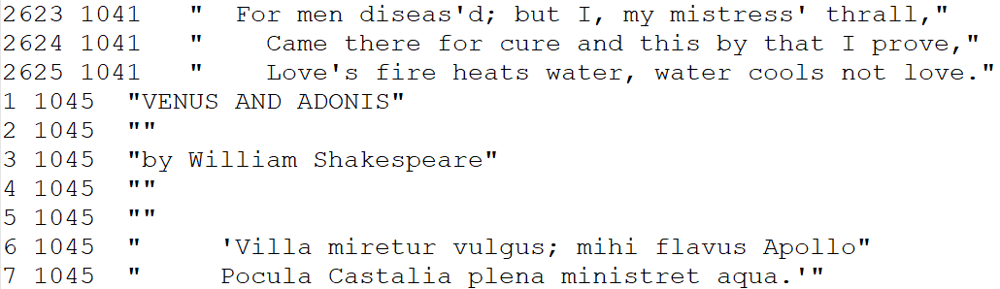 2623 1041   "   For men diseas'd; but I, my mistress' thrall,"
2624 1041   "     Came there for cure and this by that I prove,"
2625 1041   "     Love's fire heats water, water cools not love."
1 1045  "VENUS AND ADONIS"
2 1045  ""
3 1045  "by William Shakespeare"
4 1045  ""
5 1045  ""
6 1045  "     'Villa miretur vulgus; mihi flavus Apollo"
7 1045  "     Pocula Castalia plena ministret aqua.'"